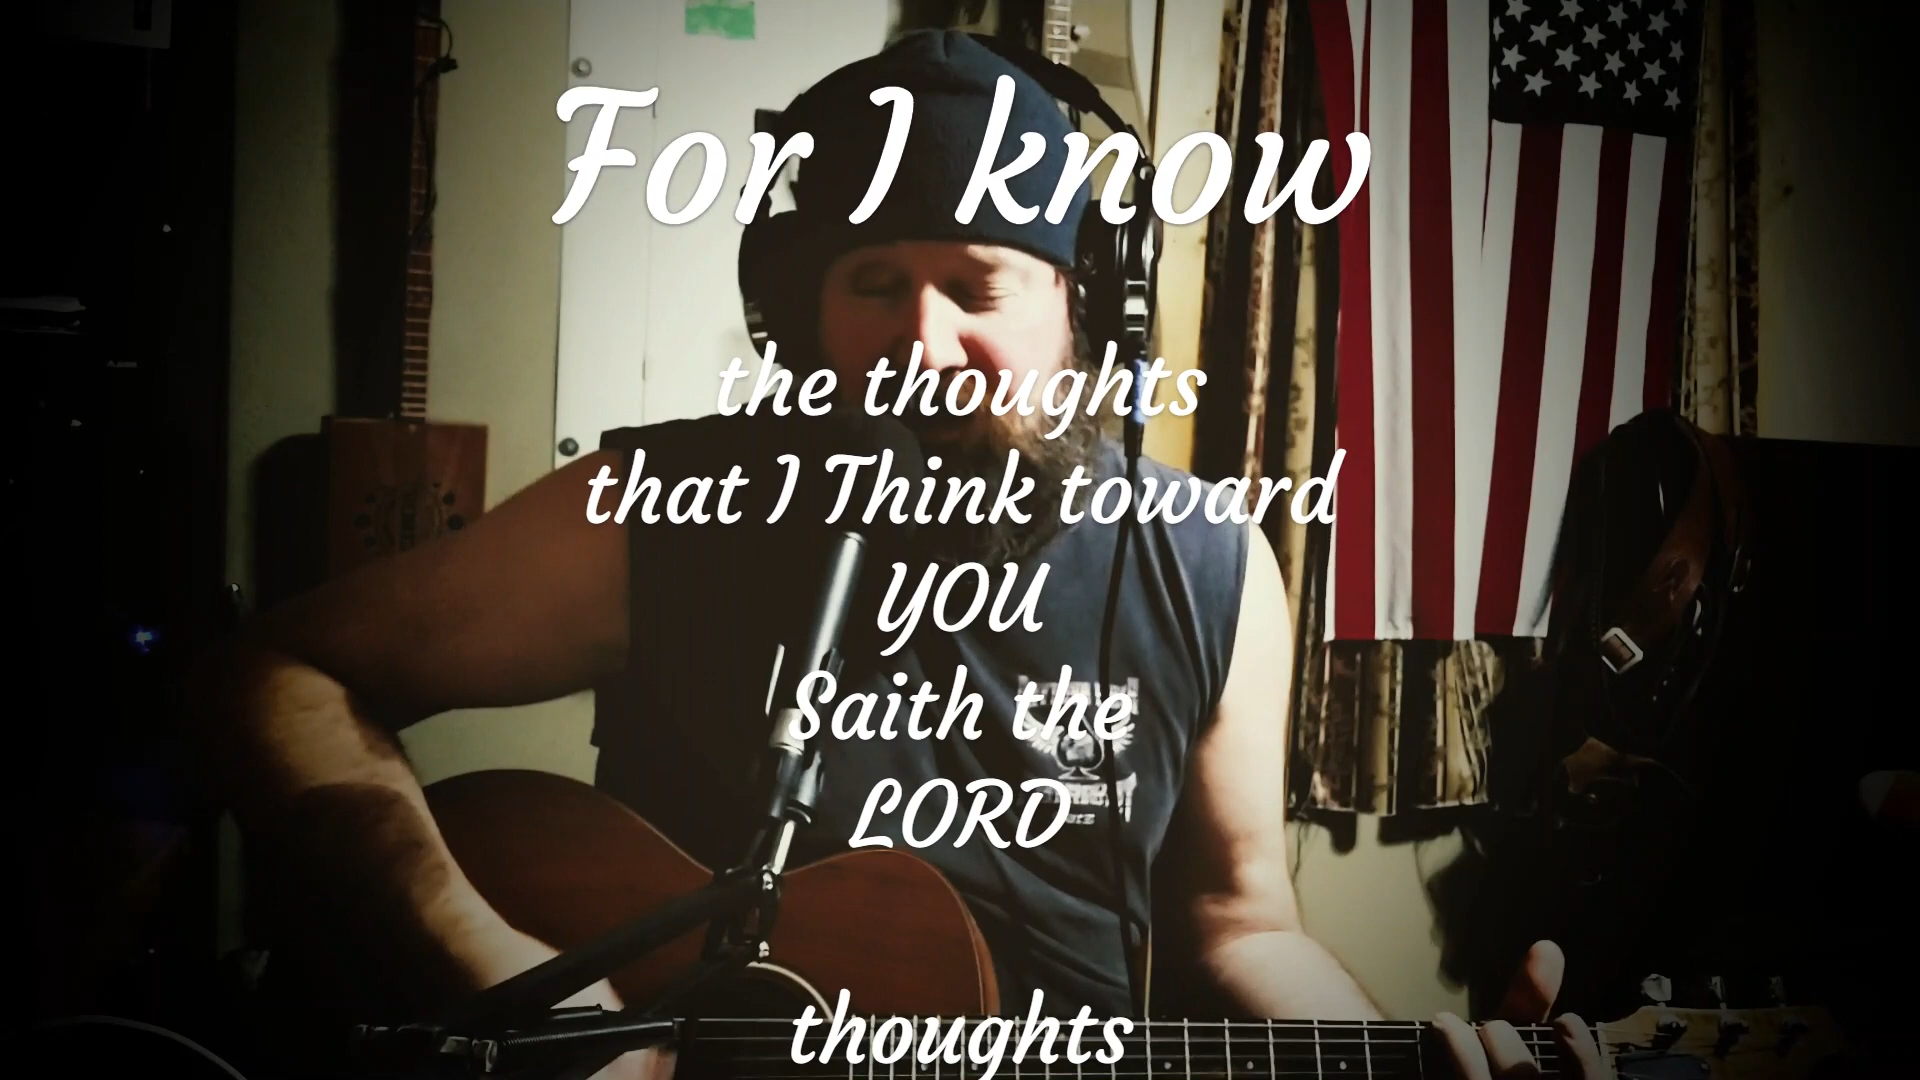 For I know
the thoughts
that I Think toward
YOU
Saith the
LORD
thoughts